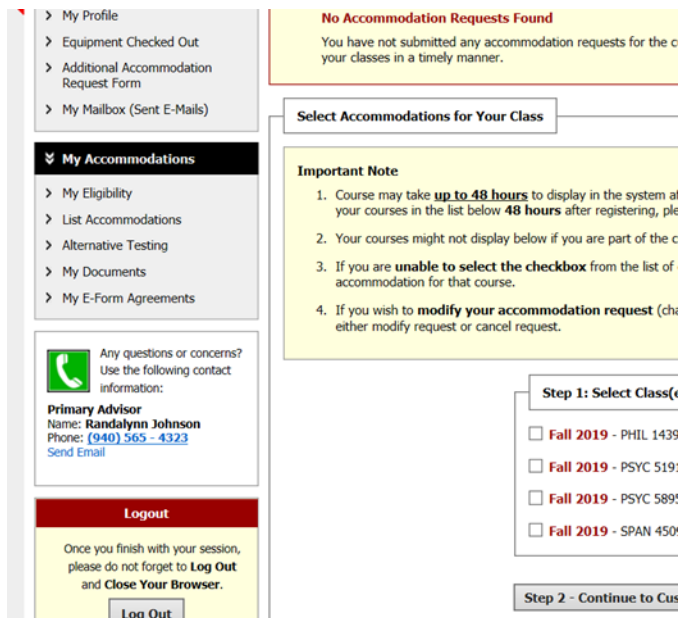 My Profile
Equipment Checked Out
Additional Accommodation
Request Form
My Mailbox (Sent E-Mails)
My Accommodations
My Eligibility
List Accommodations
Alternative Testing
My Documents
My E-Form Agreements
Any questions or concerns?
Use the following contact
information:
Primary Advisor
Name: Randalynn Johnson
Phone: (940) 565 - 4323
Send Email
Logout
Once you finish with your session,
please do not forget to Log Out
and Close Your Browser.
Log Out
No Accommodation Requests Found
You have not submitted any accommodation requests for the
your classes in a timely manner.
Select Accommodations for Your Class
Important Note
1. Course may take up to 48 hours to display in the system
your courses in the list below 48 hours after registering,
2. Your courses might not display below if you are part of the
3. If you are unable to select the checkbox from the list of
accommodation for that course.
4. If you wish to modify your accommodation request
either modify request or cancel request.
Step 1: Select
Fall 2019 - PHIL 1439
Fall 2019 - PSYC 5191
Fall 2019 - PSYC 5895
Fall 2019 - SPAN 4509
Step 2 - Continue to